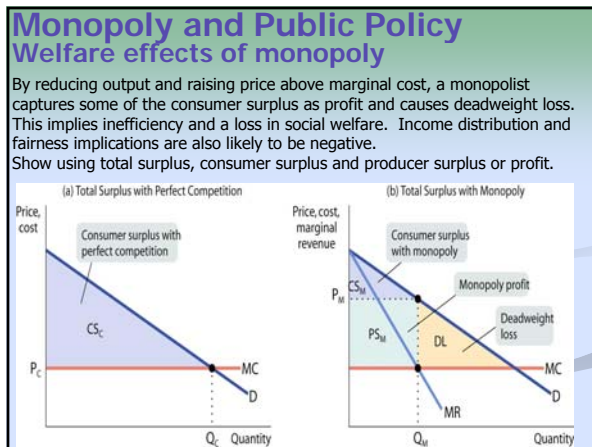 Monopoly and Public Policy
Welfare effects of monopoly
By reducing output and raising price above marginal cost, a monopolist
captures some of the consumer surplus as profit and causes deadweight loss.
This implies inefficiency and a loss in social welfare. Income distribution and
fairness implications are also likely to be negative.
Show using total surplus, consumer surplus and producer surplus or profit.
(a) Total Surplus with Perfect Competition
Price,
cost
Consumer surplus with
perfect competition
CSC
PC
MC
D
QC
Quantity
(b) Total Surplus with Monopoly
Price, cost,
marginal
revenue
Consumer surplus
with monopoly
PM
CSM
Monopoly profit
Deadweight
loss
PSM
DL
MC
D
MR
QM
Quantity